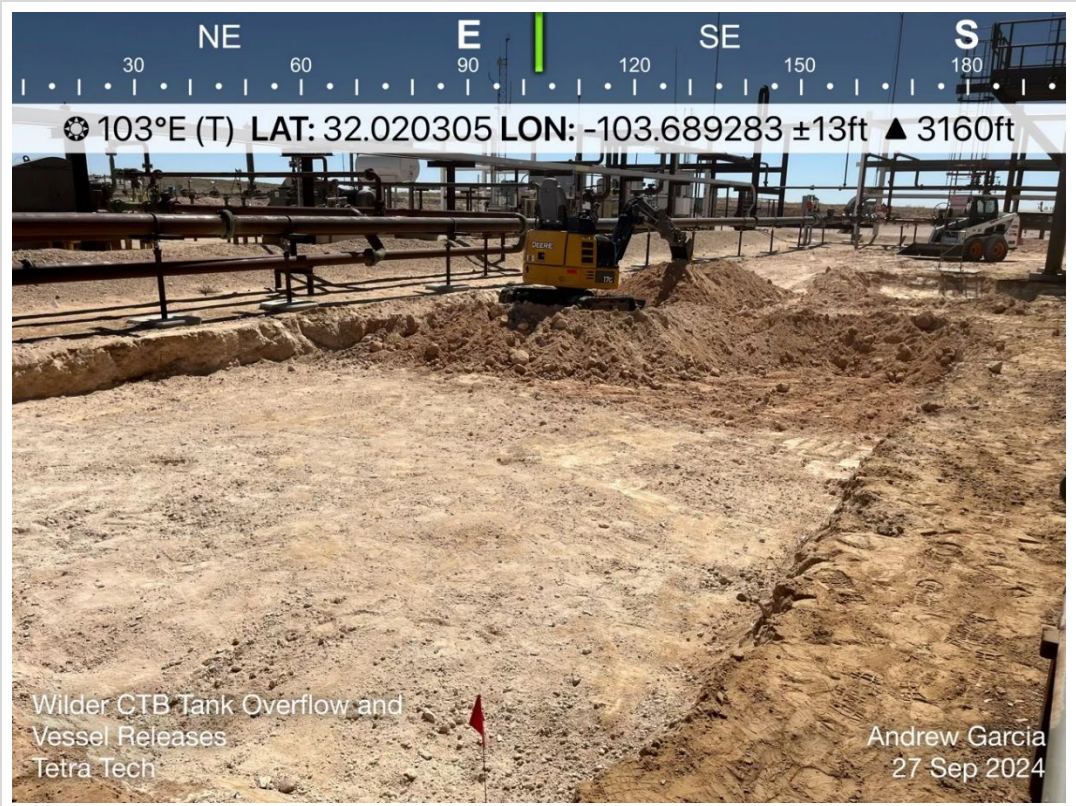 NE E SE S
30 60 90 120 150 180
103°E (T) LAT: 32.020305 LON: -103.689283 ±13ft ▲ 3160ft
DEERE
17G
Wilder CTB Tank Overflow and
Vessel Releases
Tetra Tech
Andrew Garcia
27 Sep 2024